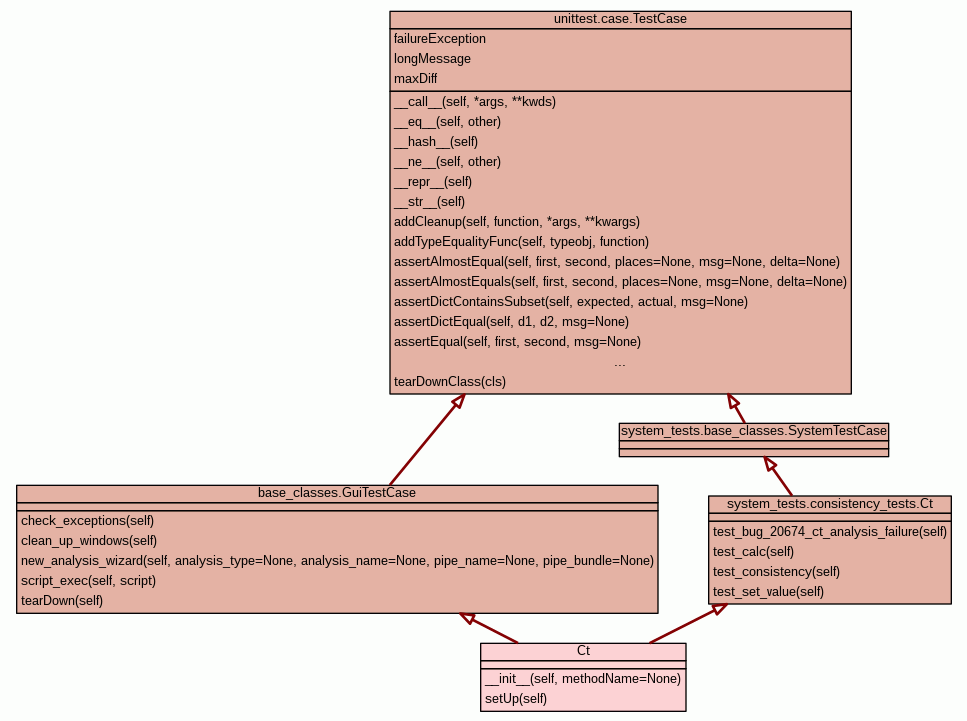 unittest.case.TestCase
failureException
longMessage
maxDiff
__call__(self, *args, **kwds)
__eq__(self, other)
__hash__(self)
__ne__(self, other)
__repr__(self)
__str__(self)
addCleanup(self, function, *args, **kwargs)
addTypeEqualityFunc(self, typeobj, function)
assertAlmostEqual(self, first, second, places=None, msg=None, delta=None)
assertAlmostEquals(self, first, second, places=None, msg=None, delta=None)
assertDictContainsSubset(self, expected, actual, msg=None)
assertDictEqual(self, d1, d2, msg=None)
assertEqual(self, first, second, msg=None)
...
tearDownClass(cls)
system_tests.base_classes.SystemTestCase
base_classes.GuiTestCase
check_exceptions(self)
clean_up_windows(self)
new_analysis_wizard(self, analysis_type=None, analysis_name=None, pipe_name=None, pipe_bundle=None)
script_exec(self, script)
tearDown(self)
system_tests.consistency_tests.Ct
test_bug_20674_ct_analysis_failure(self)
test_calc(self)
test_consistency(self)
test_set_value(self)
Ct
__init__(self, methodName=None)
setUp(self)